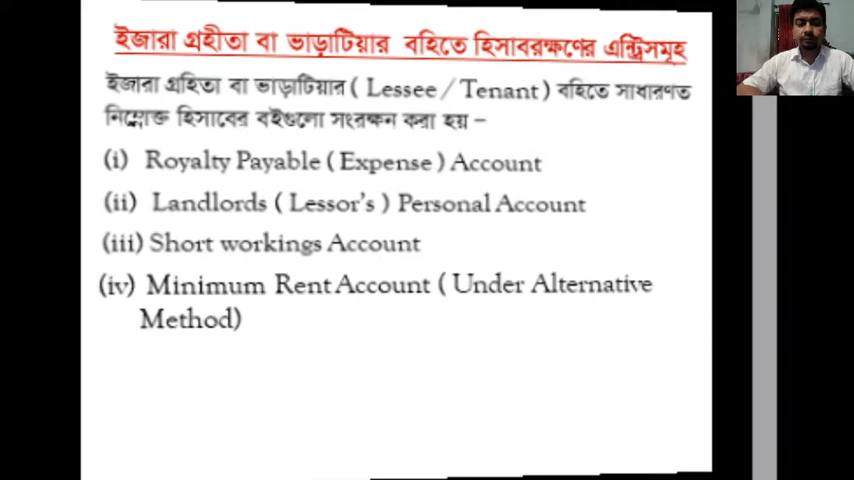 ইজারা গ্রহীতা বা ভাড়াটিয়ার বহিতে হিসাবরক্ষণের এন্ট্রিসমূহ
ইজারা গ্রহিতা বা ভাড়াটিয়ার ( Lessee / Tenant ) বহিতে সাধারণত
নিম্নোক্ত হিসাবের বইগুলো সংরক্ষন করা হয় –
(i) Royalty Payable ( Expense ) Account
(ii) Landlords ( Lessor's ) Personal Account
(iii) Short workings Account
(iv) Minimum Rent Account ( Under Alternative
Method)